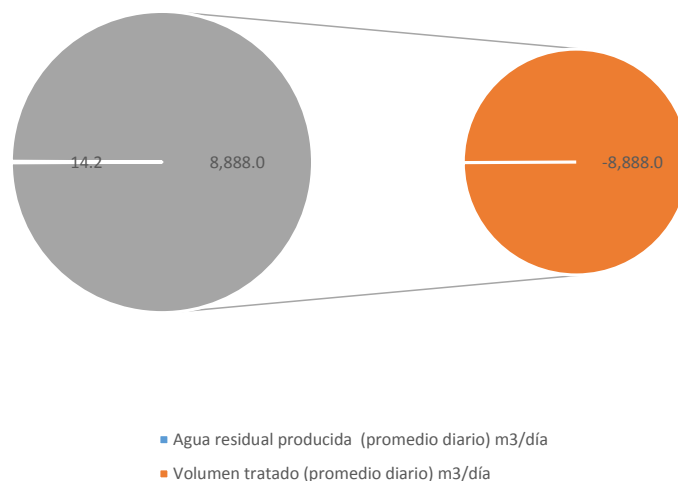 14.2
8,888.0
-8,888.0
Agua residual producida (promedio diario) m3/día
Volumen tratado (promedio diario) m3/día